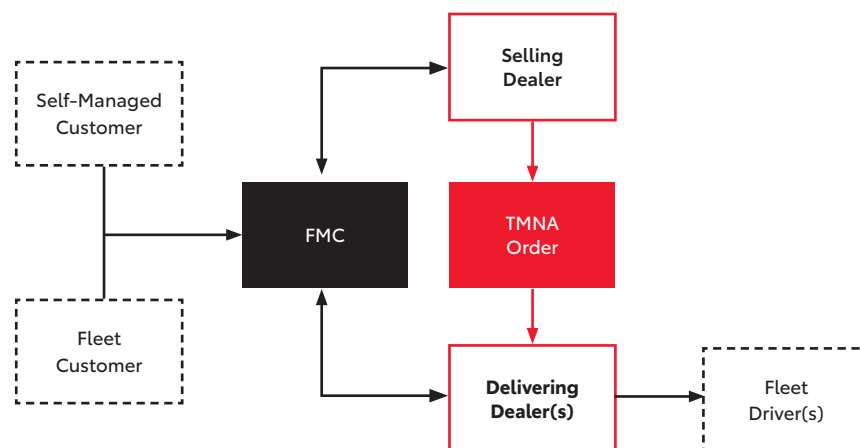 Selling
Dealer
Self-Managed
Customer
FMC
TMNA
Order
Fleet
Customer
Delivering
Dealer(s)
Fleet
Driver(s)